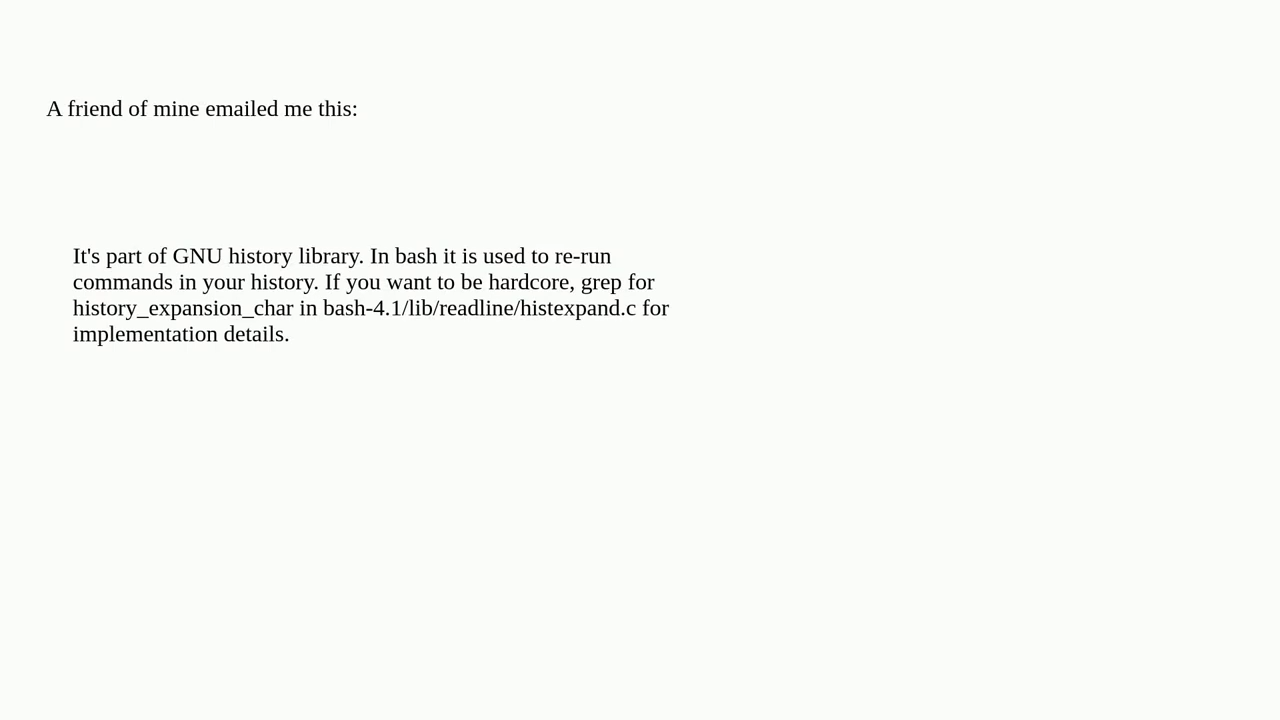 A friend of mine emailed me this:
It's part of GNU history library. In bash it is used to re-run
commands in your history. If you want to be hardcore, grep for
history_expansion_char in bash-4.1/lib/readline/histexpand.c for
implementation details.